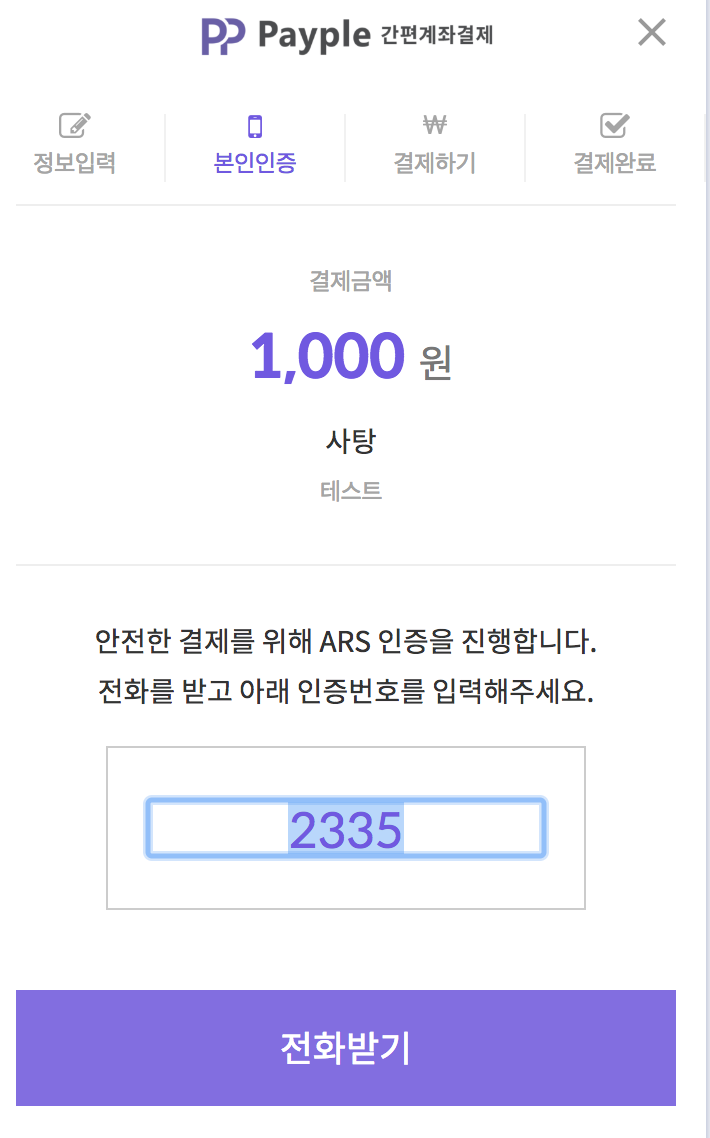 Payple 간편계좌결제
정보입력 본인인증 결제하기 결제완료
결제금액
1,000 원
사탕
테스트
안전한 결제를 위해 ARS 인증을 진행합니다.
전화를 받고 아래 인증번호를 입력해주세요.
2335
전화받기